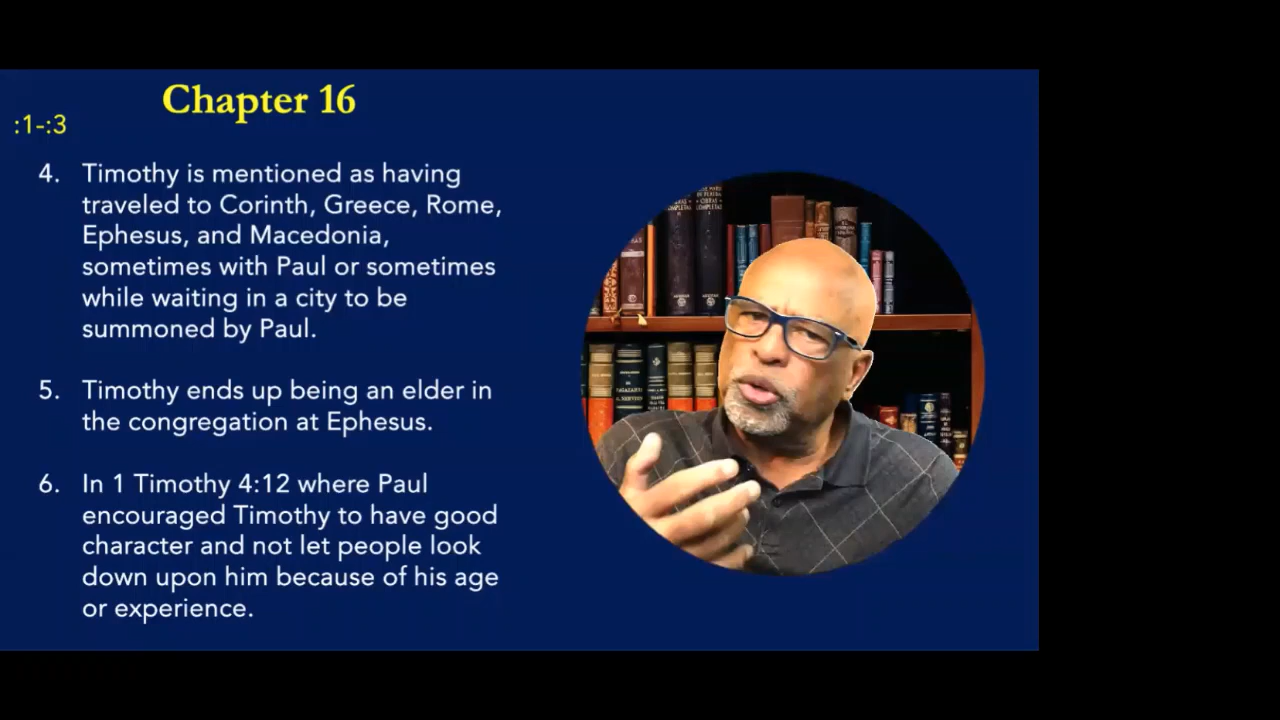 Chapter 16
:1-:3
4. Timothy is mentioned as having
traveled to Corinth, Greece, Rome,
Ephesus, and Macedonia,
sometimes with Paul or sometimes
while waiting in a city to be
summoned by Paul.
5. Timothy ends up being an elder in
the congregation at Ephesus.
6. In 1 Timothy 4:12 where Paul
encouraged Timothy to have good
character and not let people look
down upon him because of his age
or experience.